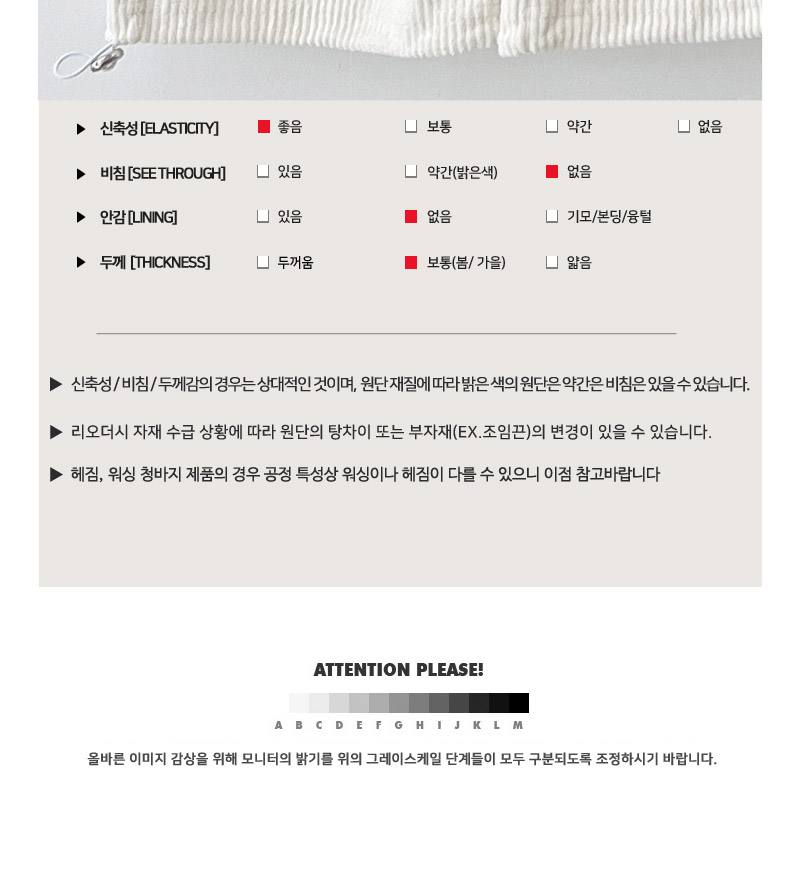 ▶ 신축성 [ELASTICITY] 좋음 보통 약간 없음
▶ 비침 [SEE THROUGH] 있음 약간(밝은색) 없음
▶ 안감 [LINING] 있음 없음 기모/본딩/융털
▶ 두께 [THICKNESS] 두꺼움 보통(봄/ 가을) 얇음
▶ 신축성 / 비침 / 두께감의 경우는 상대적인 것이며, 원단 재질에 따라 밝은 색의 원단은 약간은 비침은 있을 수 있습니다.
▶ 리오더시 자재 수급 상황에 따라 원단의 탕차이 또는 부자재(EX.조임끈)의 변경이 있을 수 있습니다.
▶ 헤짐, 워싱 청바지 제품의 경우 공정 특성상 워싱이나 헤짐이 다를 수 있으니 이점 참고바랍니다
ATTENTION PLEASE!
A B C D E F G H I J K L M
올바른 이미지 감상을 위해 모니터의 밝기를 위의 그레이스케일 단계들이 모두 구분되도록 조정하시기 바랍니다.